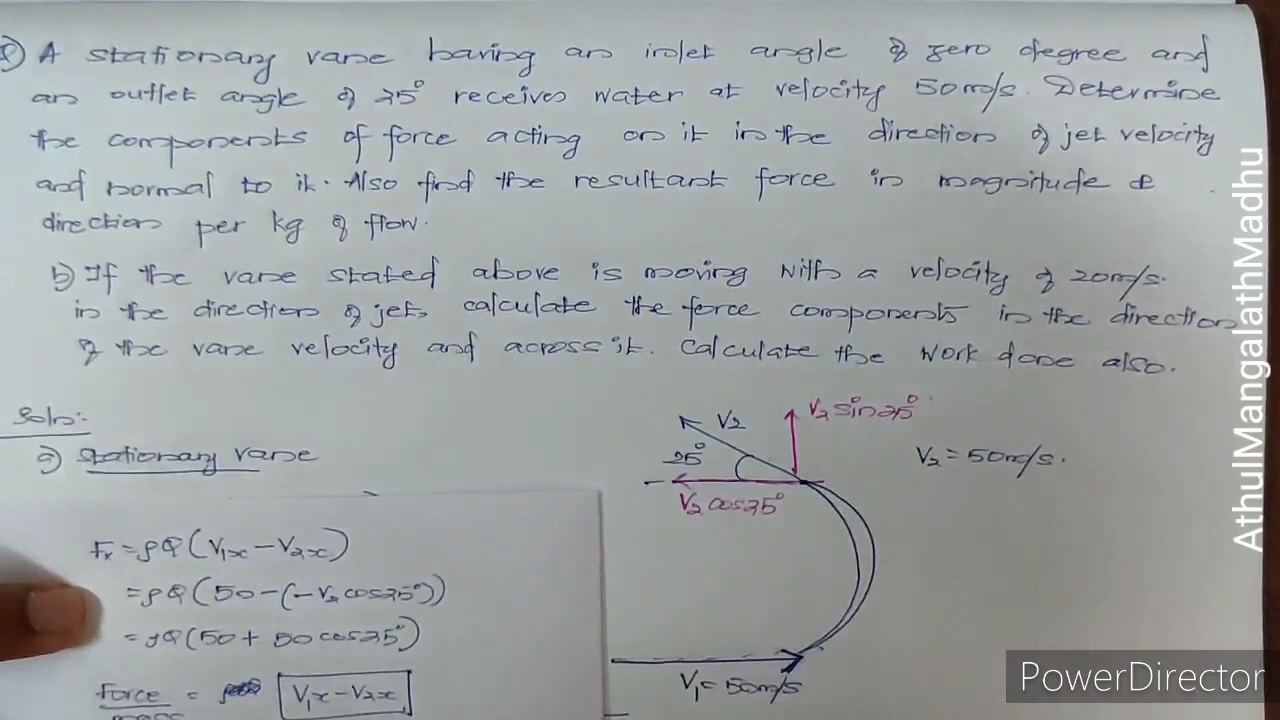 A stationary vane having an inlet angle of zero degree and
an outlet angle of 25° receives water at velocity 50m/s. Determine
the components of force acting on it in the direction of jet velocity
and normal to it. Also find the resultant force in magnitude &
direction per kg of flow.
b) If the vane stated above is moving with a velocity of 20m/s.
in the direction of jet, calculate the force components in the direction
of the vane velocity and across it. Calculate the work done also.
Soln:-
a) Stationary vane
V2
V2 sin25°
25°
V2 = 50m/s.
V2 cos25°
Fx = ρQ(V1x - V2x)
= ρQ(50-(-V2 cos25°))
= ρQ(50 + 50 cos25°)
Force = V1x - V2x
mass
V1 = 50m/s
AthulMangalathMadhu
PowerDirector